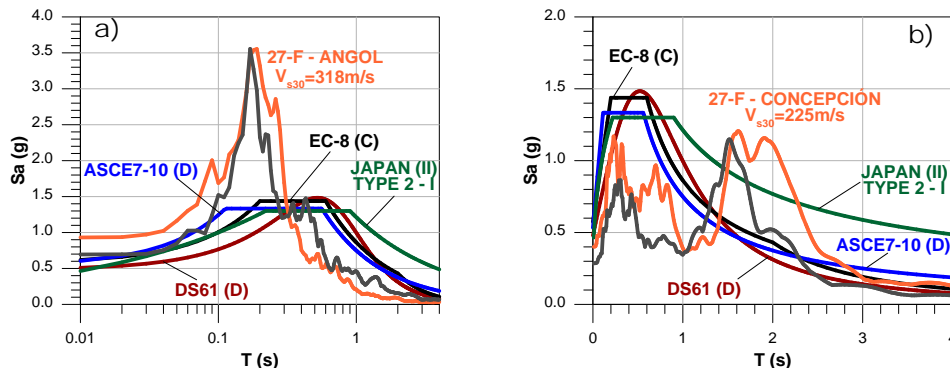 a)
4.0
3.5
3.0
2.5
2.0
1.5
1.0
0.5
0.0
Sa (g)
0.01
0.1
1
T (s)
27-F - ANGOL
Vs30=318m/s
EC-8 (C)
ASCE7-10 (D)
JAPAN (II)
TYPE 2 - I
DS61 (D)
b)
2.0
1.5
1.0
0.5
0.0
Sa (g)
0
1
2
3
4
T (s)
EC-8 (C)
27-F - CONCEPCIÓN
Vs30=225m/s
JAPAN (II)
TYPE 2 - I
ASCE7-10 (D)
DS61 (D)